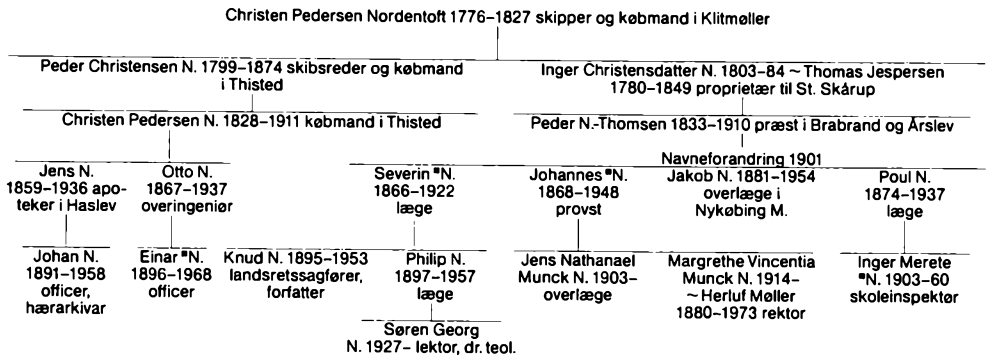 Christen Pedersen Nordentoft 1776–1827 skipper og købmand i Klitmøller
Peder Christensen N. 1799–1874 skibsreder og købmand
i Thisted
Inger Christensdatter N. 1803–84 ~ Thomas Jespersen
1780–1849 proprietær til St. Skårup
Christen Pedersen N. 1828–1911 købmand i Thisted
Peder N.-Thomsen 1833–1910 præst i Brabrand og Årslev
Navneforandring 1901
Jens N.
1859–1936 apo-
teker i Haslev
Otto N.
1867–1937
overingeniør
Severin ■N.
1866–1922
læge
Johannes ■N.
1868–1948
provst
Jakob N. 1881–1954
overlæge i
Nykøbing M.
Poul N.
1874–1937
læge
Johan N.
1891–1958
officer,
hærarkivar
Einar ■N.
1896–1968
officer
Knud N. 1895–1953
landsretssagfører,
forfatter
Philip N.
1897–1957
læge
Jens Nathanael
Munck N. 1903–
overlæge
Margrethe Vincentia
Munck N. 1914–
~ Herluf Møller
1880–1973 rektor
Inger Merete
■N. 1903–60
skoleinspektør
Søren Georg
N. 1927– lektor, dr. teol.